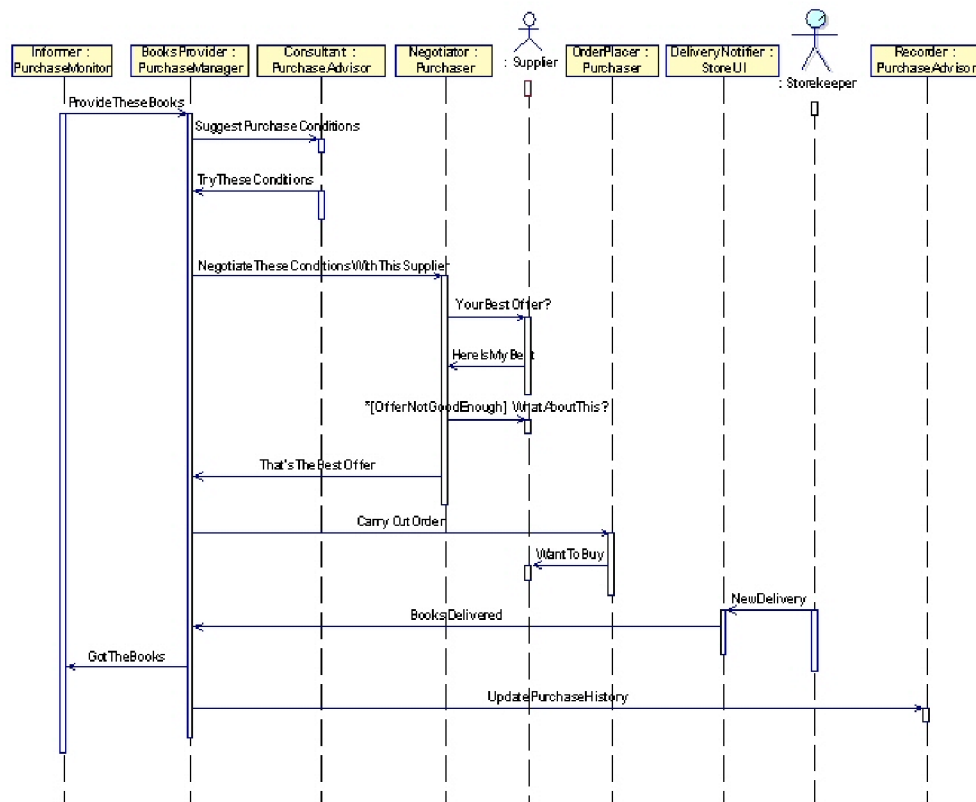 Informer :
PurchaseMonitor
BooksProvider :
PurchaseManager
Consultant :
PurchaseAdvisor
Negotiator :
Purchaser
: Supplier
OrderPlacer :
Purchaser
DeliveryNotifier :
StoreUI
: Storekeeper
Recorder :
PurchaseAdvisor
ProvideTheseBooks
SuggestPurchaseConditions
TryTheseConditions
NegotiateTheseConditionsWithThisSupplier
YourBestOffer?
HereIsMyBest
*[OfferNotGoodEnough] WhatAboutThis?
That'sTheBestOffer
CarryOutOrder
WantToBuy
NewDelivery
BooksDelivered
GotTheBooks
UpdatePurchaseHistory